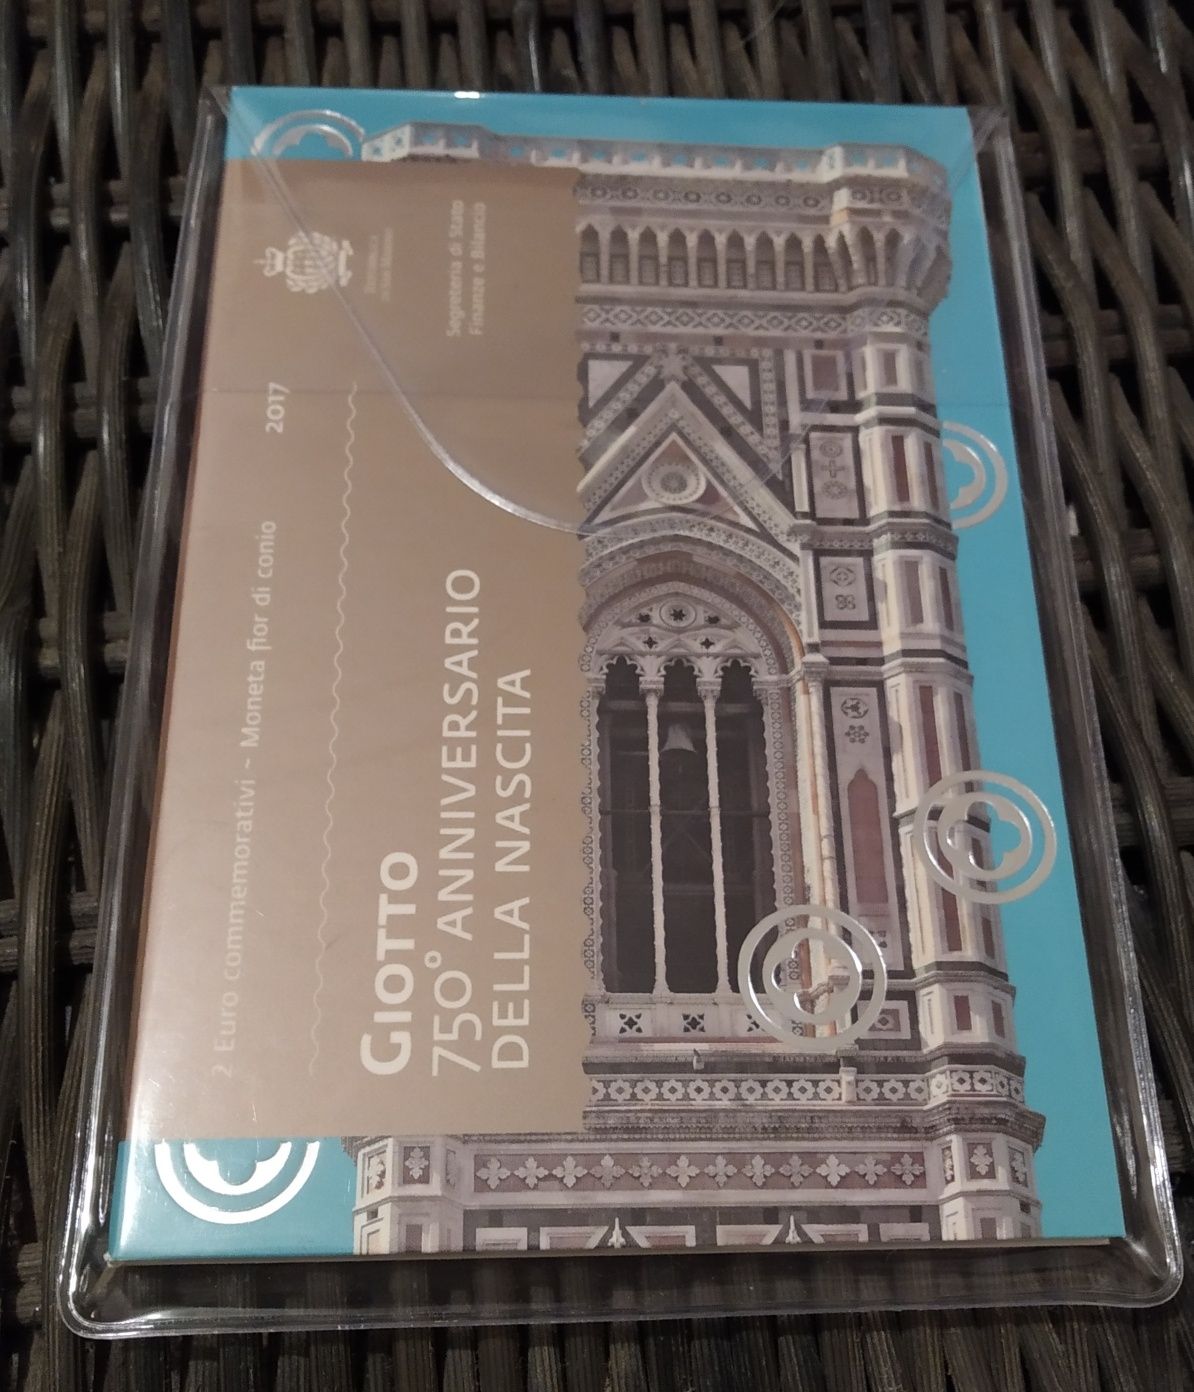 2 Euro commemorativi ~ Moneta fior di conio 2017
GIOTTO
750° ANNIVERSARIO
DELLA NASCITA
Segreteria di Stato
Finanze e Bilancio